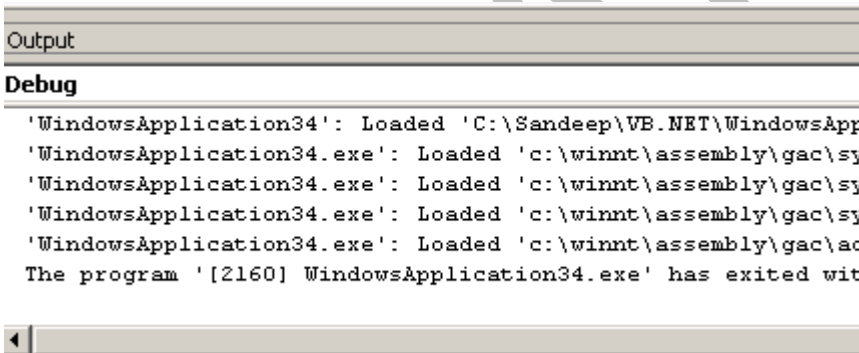 Output
Debug
'WindowsApplication34': Loaded 'C:\Sandeep\VB.NET\WindowsApp
'WindowsApplication34.exe': Loaded 'c:\winnt\assembly\gac\sy
'WindowsApplication34.exe': Loaded 'c:\winnt\assembly\gac\sy
'WindowsApplication34.exe': Loaded 'c:\winnt\assembly\gac\sy
'WindowsApplication34.exe': Loaded 'c:\winnt\assembly\gac\ac
The program '[2160] WindowsApplication34.exe' has exited wit